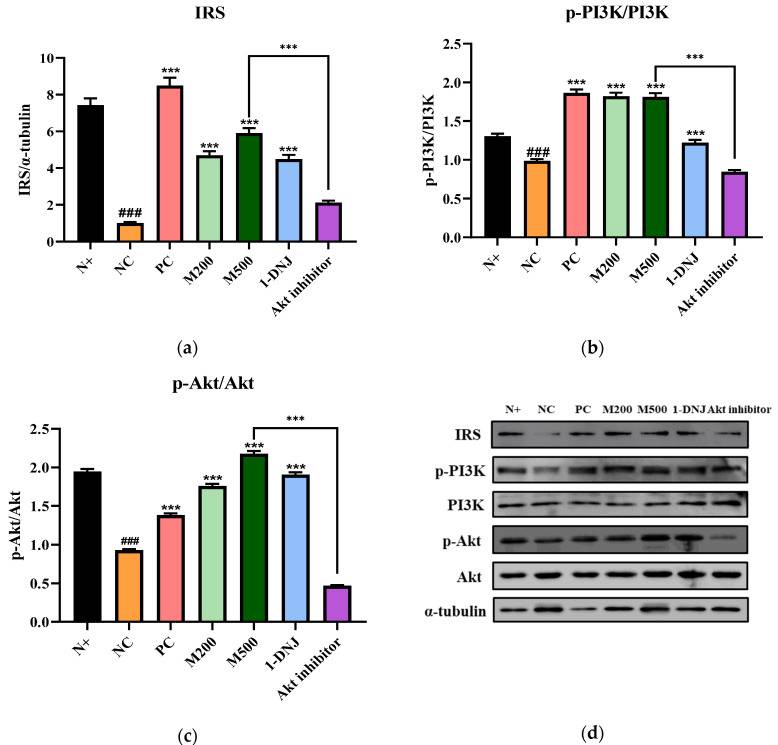 IRS
IRS/α-tubulin
10
8
6
4
2
0
###
***
***
***
***
***
N+
NC
PC
M200
M500
1-DNJ
Akt inhibitor
(a)
p-PI3K/PI3K
p-PI3K/PI3K
2.5
2.0
1.5
1.0
0.5
0.0
###
***
***
***
***
***
N+
NC
PC
M200
M500
1-DNJ
Akt inhibitor
(b)
p-Akt/Akt
p-Akt/Akt
2.5
2.0
1.5
1.0
0.5
0.0
###
***
***
***
***
***
N+
NC
PC
M200
M500
1-DNJ
Akt inhibitor
(c)
N+ NC PC M200 M500 1-DNJ Akt inhibitor
IRS
p-PI3K
PI3K
p-Akt
Akt
α-tubulin
(d)